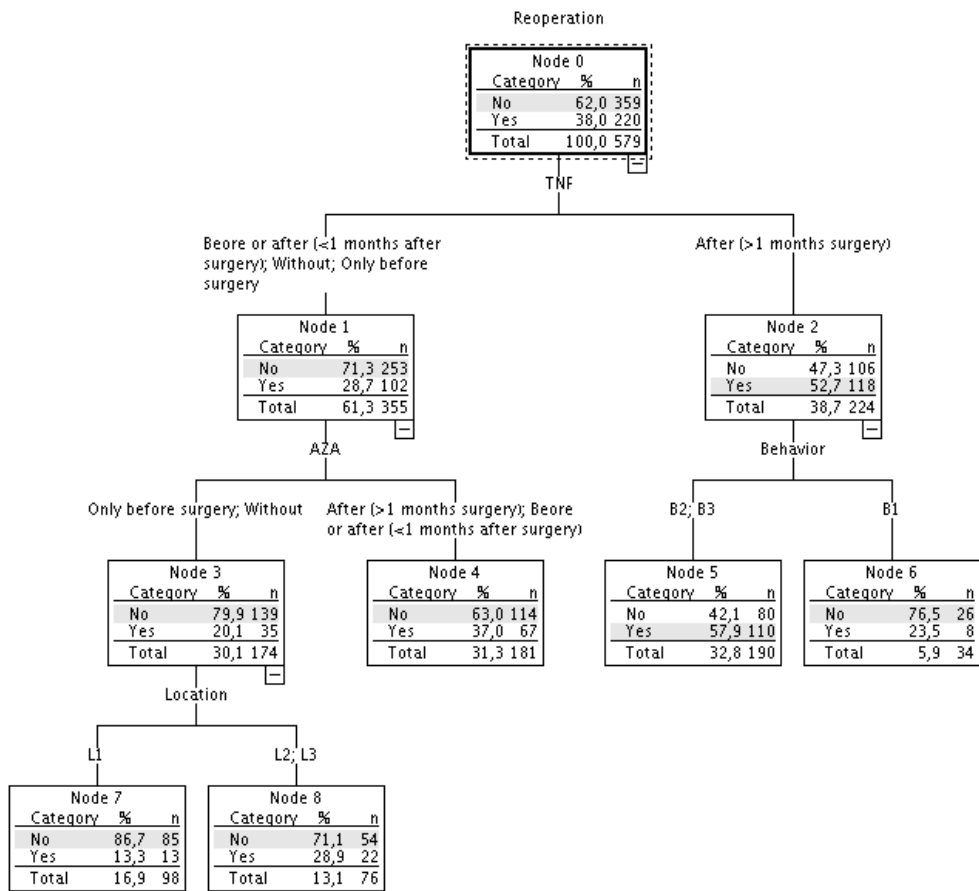 Reoperation
Node 0
Category % n
No 62,0 359
Yes 38,0 220
Total 100,0 579
TNF
Beore or after (<1 months after
surgery); Without; Only before
surgery
After (>1 months surgery)
Node 1
Category % n
No 71,3 253
Yes 28,7 102
Total 61,3 355
Node 2
Category % n
No 47,3 106
Yes 52,7 118
Total 38,7 224
AZA
Behavior
Only before surgery; Without
After (>1 months surgery); Beore
or after (<1 months after surgery)
B2; B3
B1
Node 3
Category % n
No 79,9 139
Yes 20,1 35
Total 30,1 174
Node 4
Category % n
No 63,0 114
Yes 37,0 67
Total 31,3 181
Node 5
Category % n
No 42,1 80
Yes 57,9 110
Total 32,8 190
Node 6
Category % n
No 76,5 26
Yes 23,5 8
Total 5,9 34
Location
L1
L2; L3
Node 7
Category % n
No 86,7 85
Yes 13,3 13
Total 16,9 98
Node 8
Category % n
No 71,1 54
Yes 28,9 22
Total 13,1 76